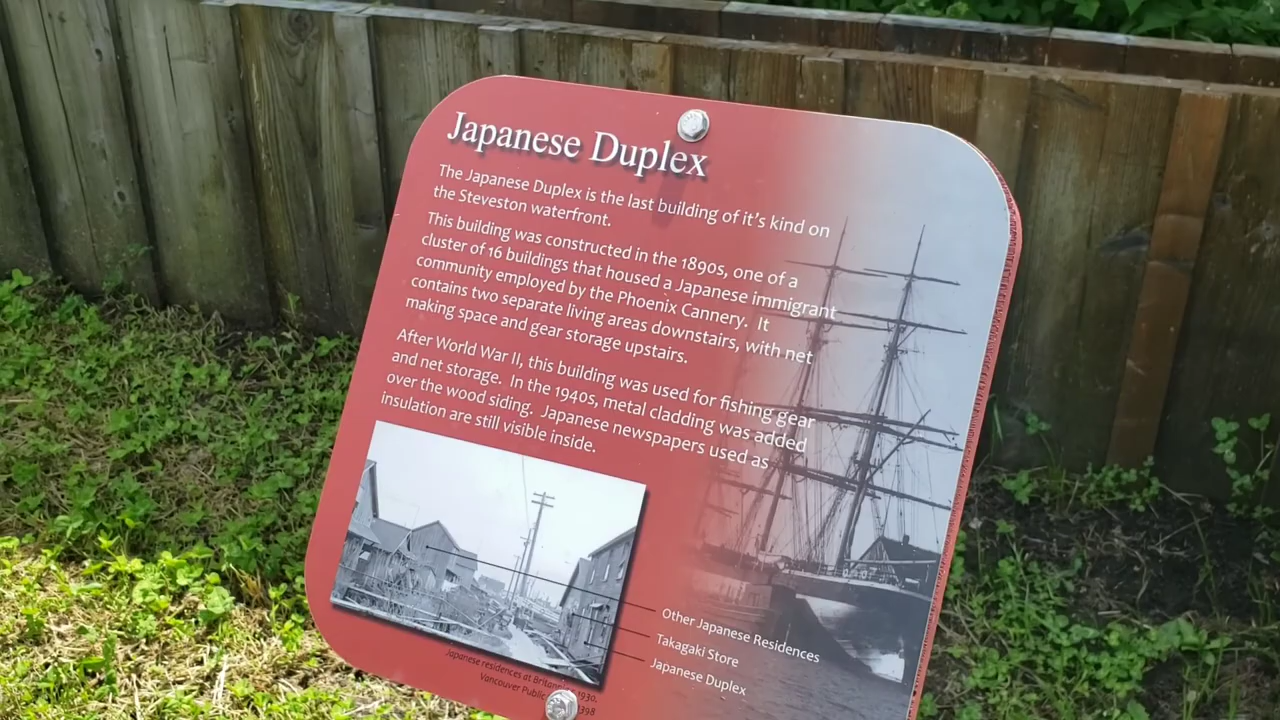 Japanese Duplex
The Japanese Duplex is the last building of it's kind on
the Steveston waterfront.
This building was constructed in the 1890s, one of a
cluster of 16 buildings that housed a Japanese immigrant
community employed by the Phoenix Cannery. It
contains two separate living areas downstairs, with net
making space and gear storage upstairs.
After World War II, this building was used for fishing gear
and net storage. In the 1940s, metal cladding was added
over the wood siding. Japanese newspapers used as
insulation are still visible inside.
Other Japanese Residences
Takagaki Store
Japanese Duplex
Japanese residences at 1930.
Vancouver Public 398